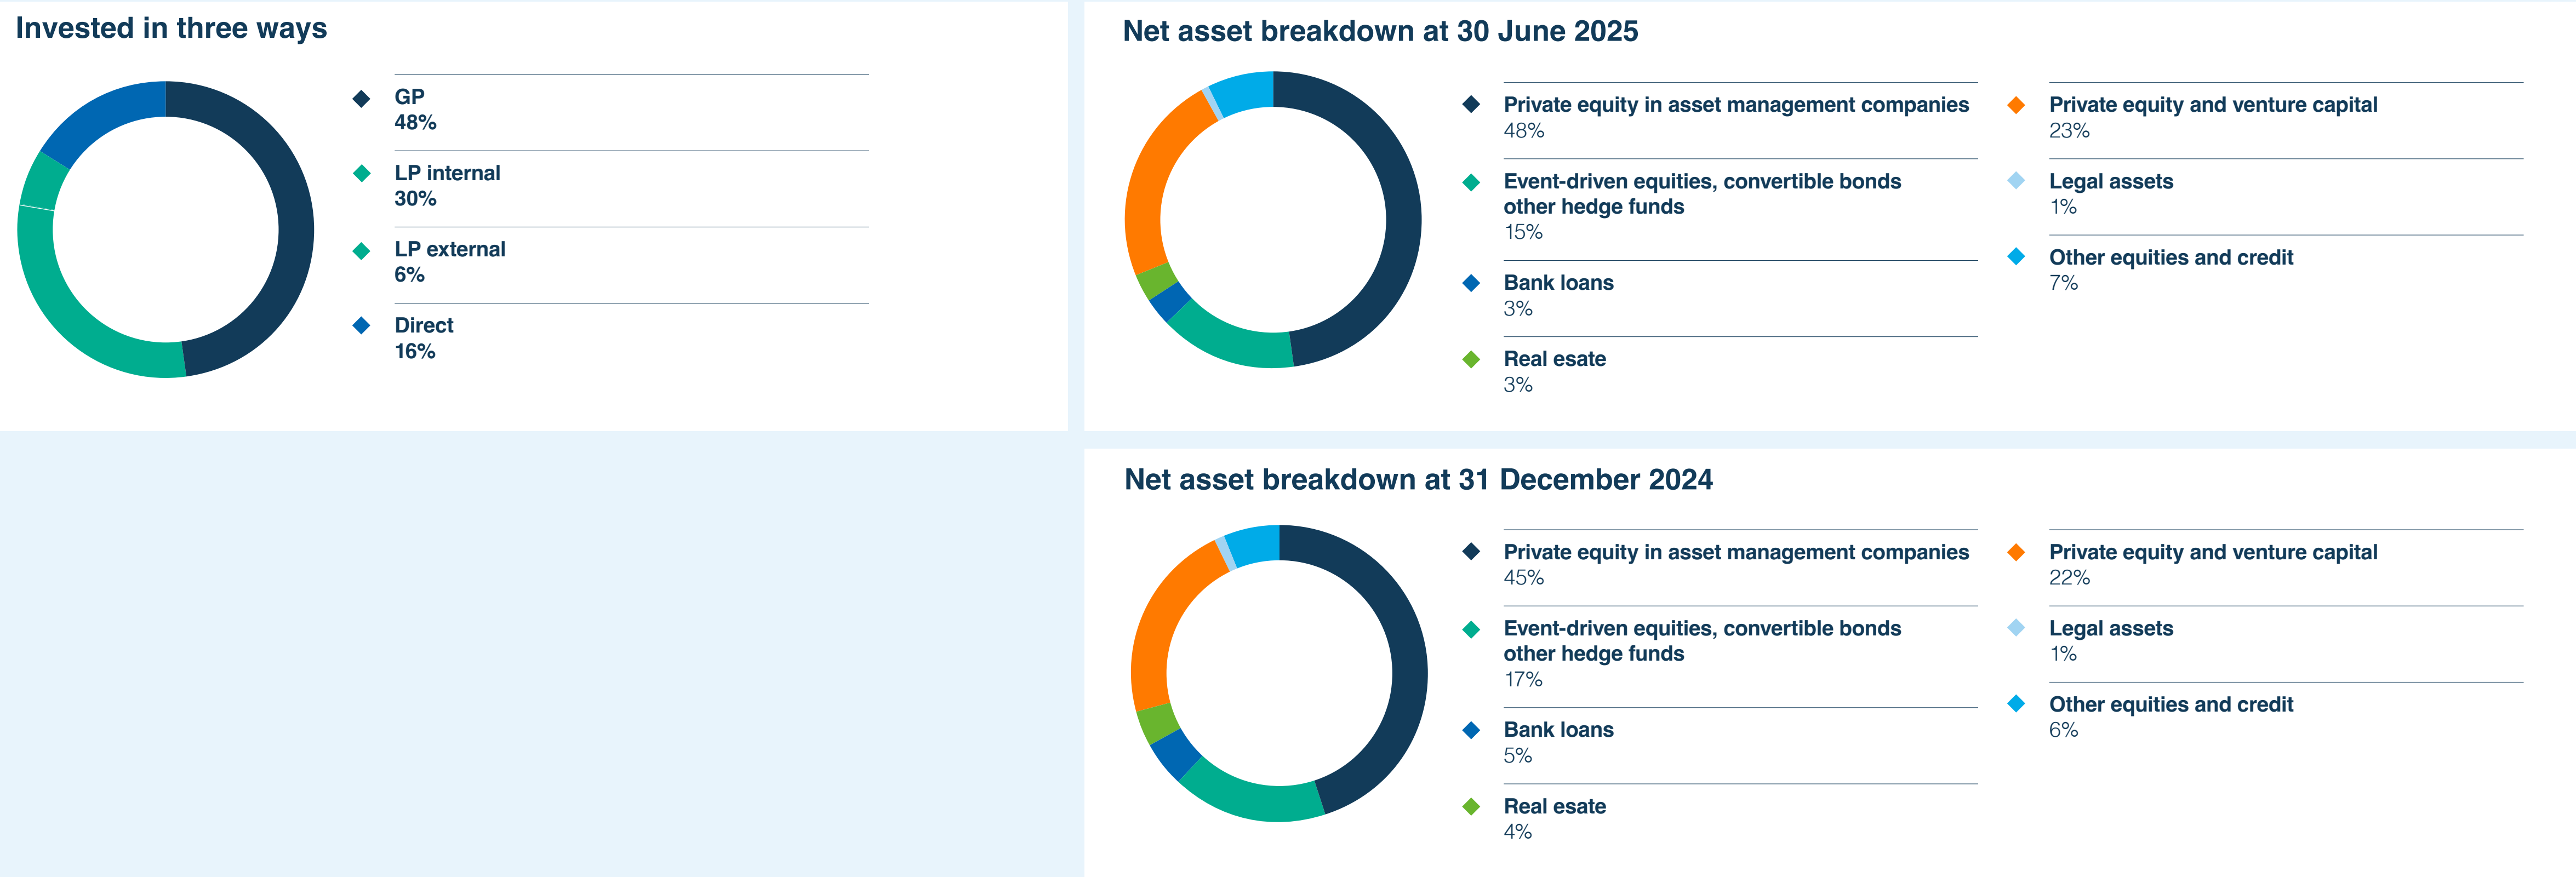 Invested in three ways
GP
48%
LP internal
30%
LP external
6%
Direct
16%
Net asset breakdown at 30 June 2025
Private equity in asset management companies
48%
Event-driven equities, convertible bonds
other hedge funds
15%
Bank loans
3%
Real esate
3%
Private equity and venture capital
23%
Legal assets
1%
Other equities and credit
7%
Net asset breakdown at 31 December 2024
Private equity in asset management companies
45%
Event-driven equities, convertible bonds
other hedge funds
17%
Bank loans
5%
Real esate
4%
Private equity and venture capital
22%
Legal assets
1%
Other equities and credit
6%